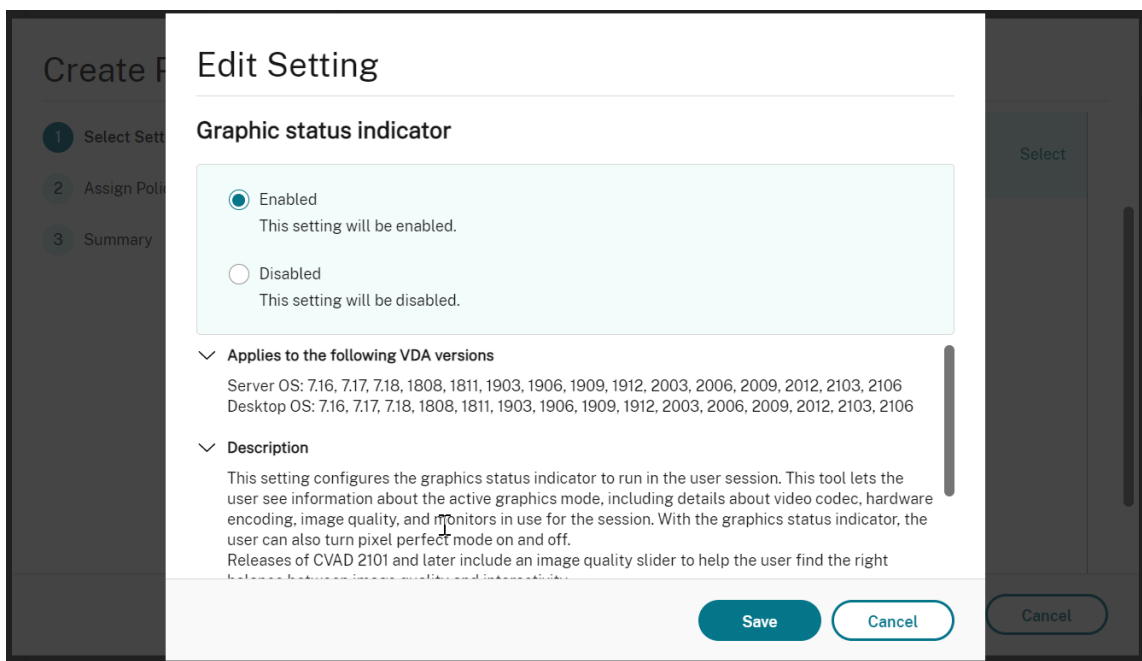 Create
Edit Setting
1 Select Sett
2 Assign Poli
3 Summary
Select
Graphic status indicator
Enabled
This setting will be enabled.
Disabled
This setting will be disabled.
Applies to the following VDA versions
Server OS: 7.16, 7.17, 7.18, 1808, 1811, 1903, 1906, 1909, 1912, 2003, 2006, 2009, 2012, 2103, 2106
Desktop OS: 7.16, 7.17, 7.18, 1808, 1811, 1903, 1906, 1909, 1912, 2003, 2006, 2009, 2012, 2103, 2106
Description
This setting configures the graphics status indicator to run in the user session. This tool lets the
user see information about the active graphics mode, including details about video codec, hardware
encoding, image quality, and monitors in use for the session. With the graphics status indicator, the
user can also turn pixel perfect mode on and off.
Releases of CVAD 2101 and later include an image quality slider to help the user find the right
balance between image quality and interactivity.
Save
Cancel
Cancel